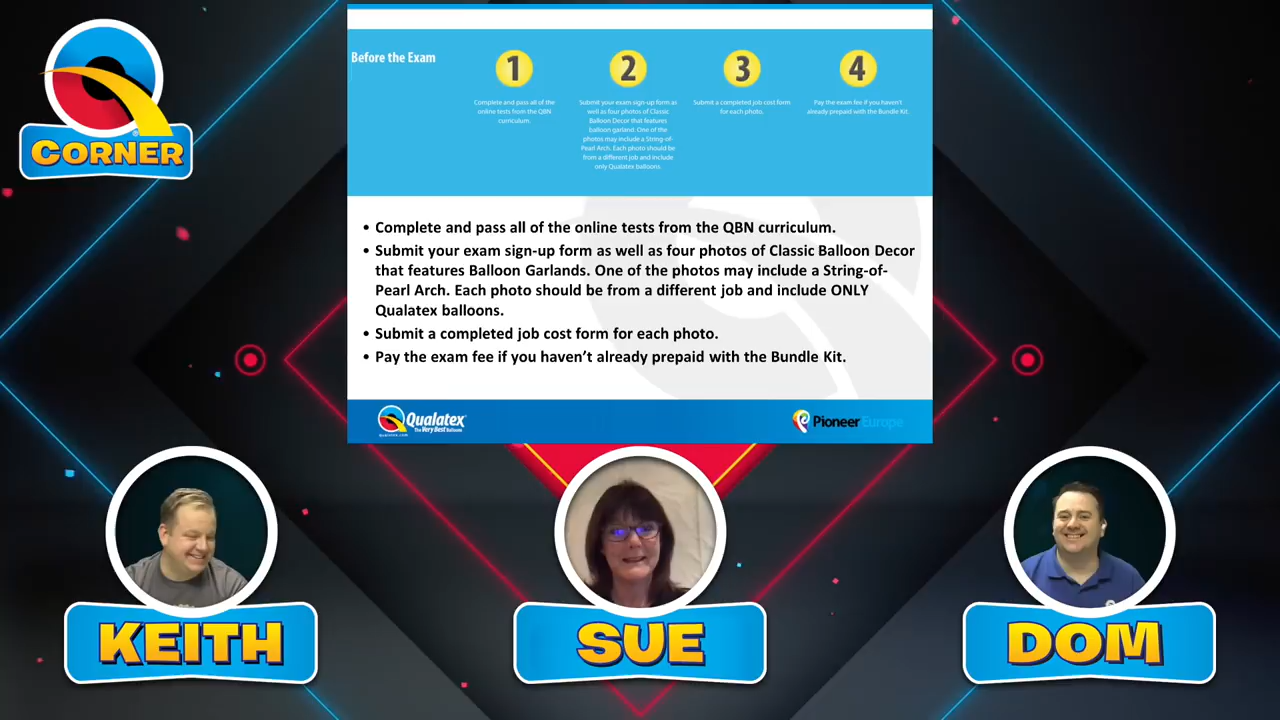 CORNER
Before the Exam
1
2
3
4
Complete and pass all of the
online tests from the QBN
curriculum.
Submit your exam sign-up form as
well as four photos of Classic
Balloon Decor that features
balloon garland. One of the
photos may include a String-of-
Pearl Arch. Each photo should be
from a different job and include
only Qualatex balloons.
Submit a completed job cost form
for each photo.
Pay the exam fee if you haven't
already prepaid with the Bundle Kit.
• Complete and pass all of the online tests from the QBN curriculum.
• Submit your exam sign-up form as well as four photos of Classic Balloon Decor
that features Balloon Garlands. One of the photos may include a String-of-
Pearl Arch. Each photo should be from a different job and include ONLY
Qualatex balloons.
• Submit a completed job cost form for each photo.
• Pay the exam fee if you haven't already prepaid with the Bundle Kit.
Qualatex
The Very Best Balloons
qualatex.com
Pioneer Europe
KEITH
SUE
DOM